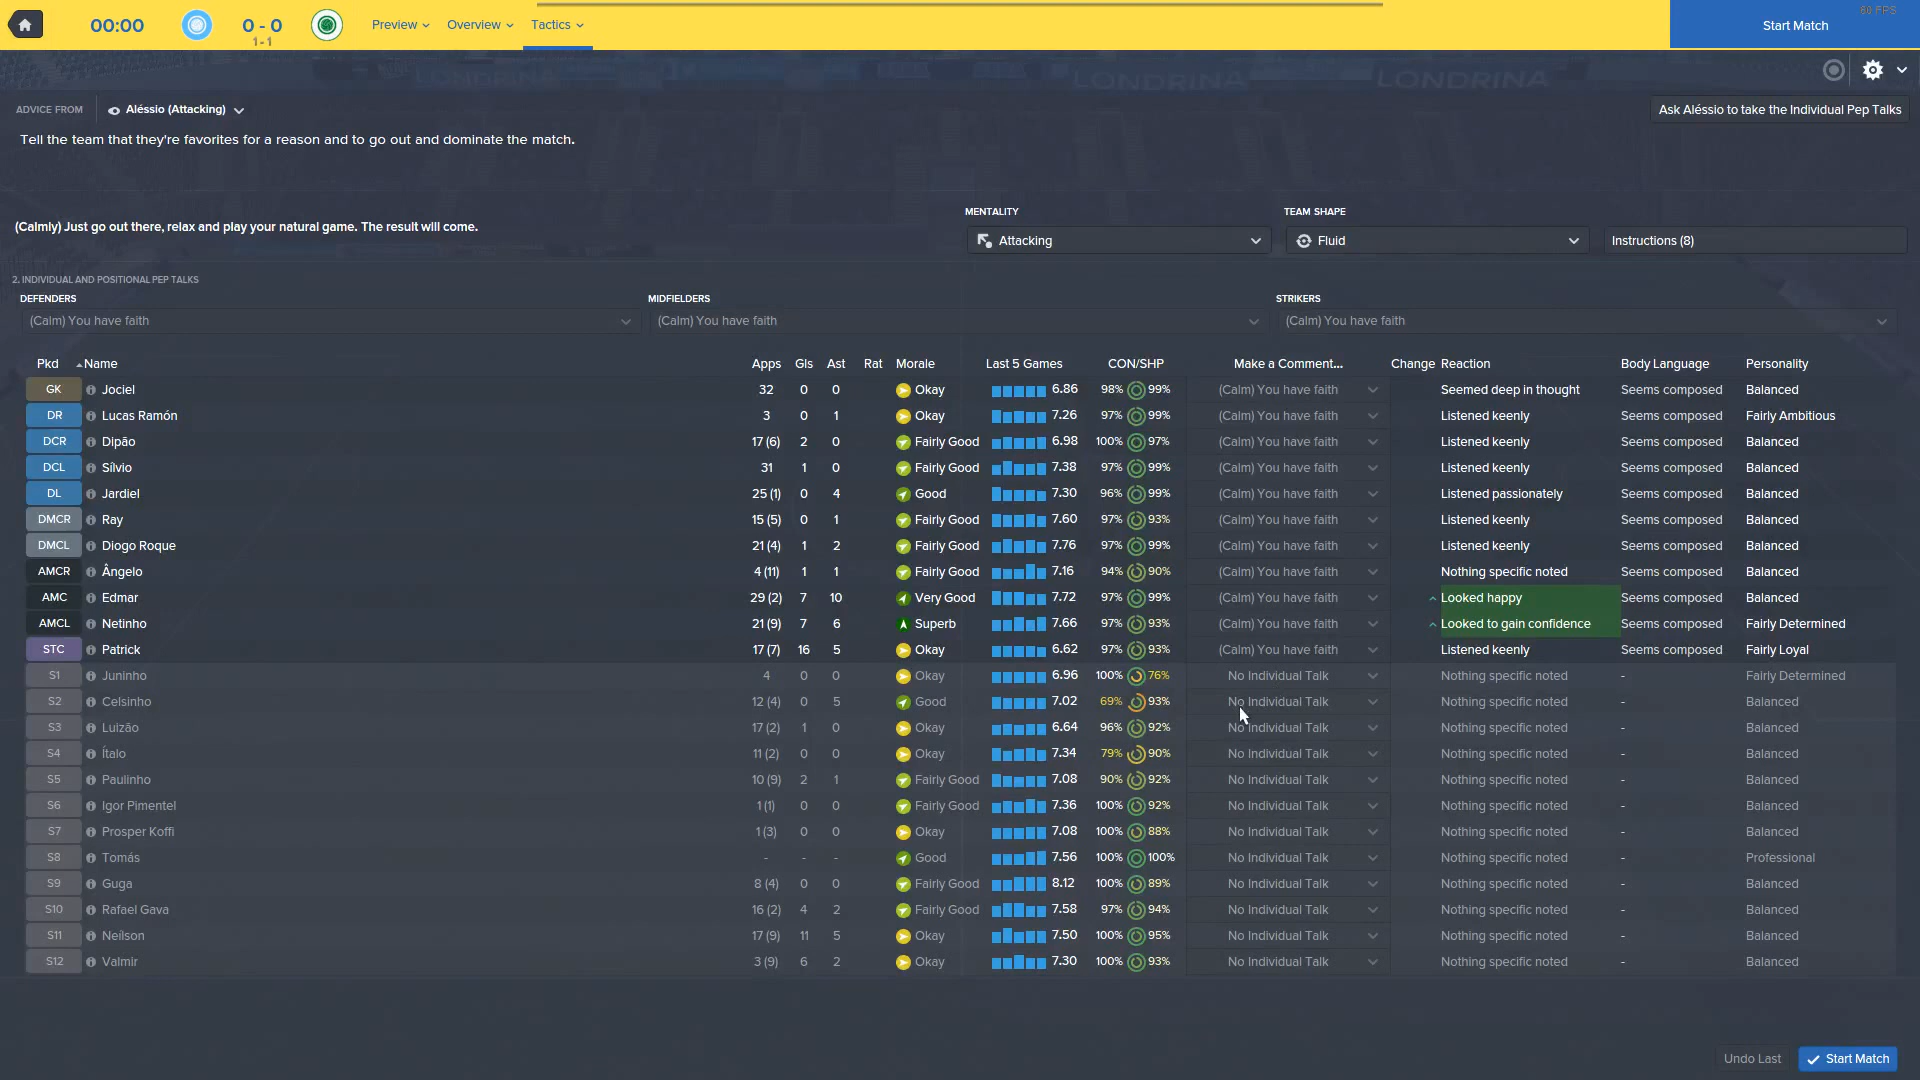 00:00 0 - 0 1 - 1 Preview Overview Tactics 60 FPS Start Match
LONDRINA LONDRINA LONDRINA
ADVICE FROM Aléssio (Attacking) Ask Aléssio to take the Individual Pep Talks
Tell the team that they're favorites for a reason and to go out and dominate the match.
MENTALITY TEAM SHAPE
(Calmly) Just go out there, relax and play your natural game. The result will come. Attacking Fluid Instructions (8)
2. INDIVIDUAL AND POSITIONAL PEP TALKS
DEFENDERS MIDFIELDERS STRIKERS
(Calm) You have faith (Calm) You have faith (Calm) You have faith
Pkd Name Apps Gls Ast Rat Morale Last 5 Games CON/SHP Make a Comment... Change Reaction Body Language Personality
GK Jociel 32 0 0 Okay 6.86 98% 99% (Calm) You have faith Seemed deep in thought Seems composed Balanced
DR Lucas Ramón 3 0 1 Okay 7.26 97% 99% (Calm) You have faith Listened keenly Seems composed Fairly Ambitious
DCR Dipão 17 (6) 2 0 Fairly Good 6.98 100% 97% (Calm) You have faith Listened keenly Seems composed Balanced
DCL Sílvio 31 1 0 Fairly Good 7.38 97% 99% (Calm) You have faith Listened keenly Seems composed Balanced
DL Jardiel 25 (1) 0 4 Good 7.30 96% 99% (Calm) You have faith Listened passionately Seems composed Balanced
DMCR Ray 15 (5) 0 1 Fairly Good 7.60 97% 93% (Calm) You have faith Listened keenly Seems composed Balanced
DMCL Diogo Roque 21 (4) 1 2 Fairly Good 7.76 97% 99% (Calm) You have faith Listened keenly Seems composed Balanced
AMCR Ângelo 4 (11) 1 1 Fairly Good 7.16 94% 90% (Calm) You have faith Nothing specific noted Seems composed Balanced
AMC Edmar 29 (2) 7 10 Very Good 7.72 97% 99% (Calm) You have faith Looked happy Seems composed Balanced
AMCL Netinho 21 (9) 7 6 Superb 7.66 97% 93% (Calm) You have faith Looked to gain confidence Seems composed Fairly Determined
STC Patrick 17 (7) 16 5 Okay 6.62 97% 93% (Calm) You have faith Listened keenly Seems composed Fairly Loyal
S1 Juninho 4 0 0 Okay 6.96 100% 76% No Individual Talk Nothing specific noted - Fairly Determined
S2 Celsinho 12 (4) 0 5 Good 7.02 69% 93% No Individual Talk Nothing specific noted - Balanced
S3 Luizão 17 (2) 1 0 Okay 6.64 96% 92% No Individual Talk Nothing specific noted - Balanced
S4 Ítalo 11 (2) 0 0 Okay 7.34 79% 90% No Individual Talk Nothing specific noted - Balanced
S5 Paulinho 10 (9) 2 1 Fairly Good 7.08 90% 92% No Individual Talk Nothing specific noted - Balanced
S6 Igor Pimentel 1 (1) 0 0 Fairly Good 7.36 100% 92% No Individual Talk Nothing specific noted - Balanced
S7 Prosper Koffi 1 (3) 0 0 Okay 7.08 100% 88% No Individual Talk Nothing specific noted - Balanced
S8 Tomás - - - Good 7.56 100% 100% No Individual Talk Nothing specific noted - Professional
S9 Guga 8 (4) 0 0 Fairly Good 8.12 100% 89% No Individual Talk Nothing specific noted - Balanced
S10 Rafael Gava 16 (2) 4 2 Fairly Good 7.58 97% 94% No Individual Talk Nothing specific noted - Balanced
S11 Neílson 17 (9) 11 5 Okay 7.50 100% 95% No Individual Talk Nothing specific noted - Balanced
S12 Valmir 3 (9) 6 2 Okay 7.30 100% 93% No Individual Talk Nothing specific noted - Balanced
Undo Last Start Match